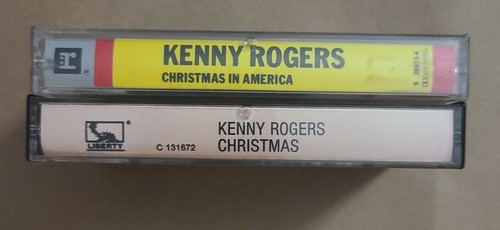 KENNY ROGERS
CHRISTMAS IN AMERICA
r
®
LIBERTY
®
C 131672
KENNY ROGERS
CHRISTMAS